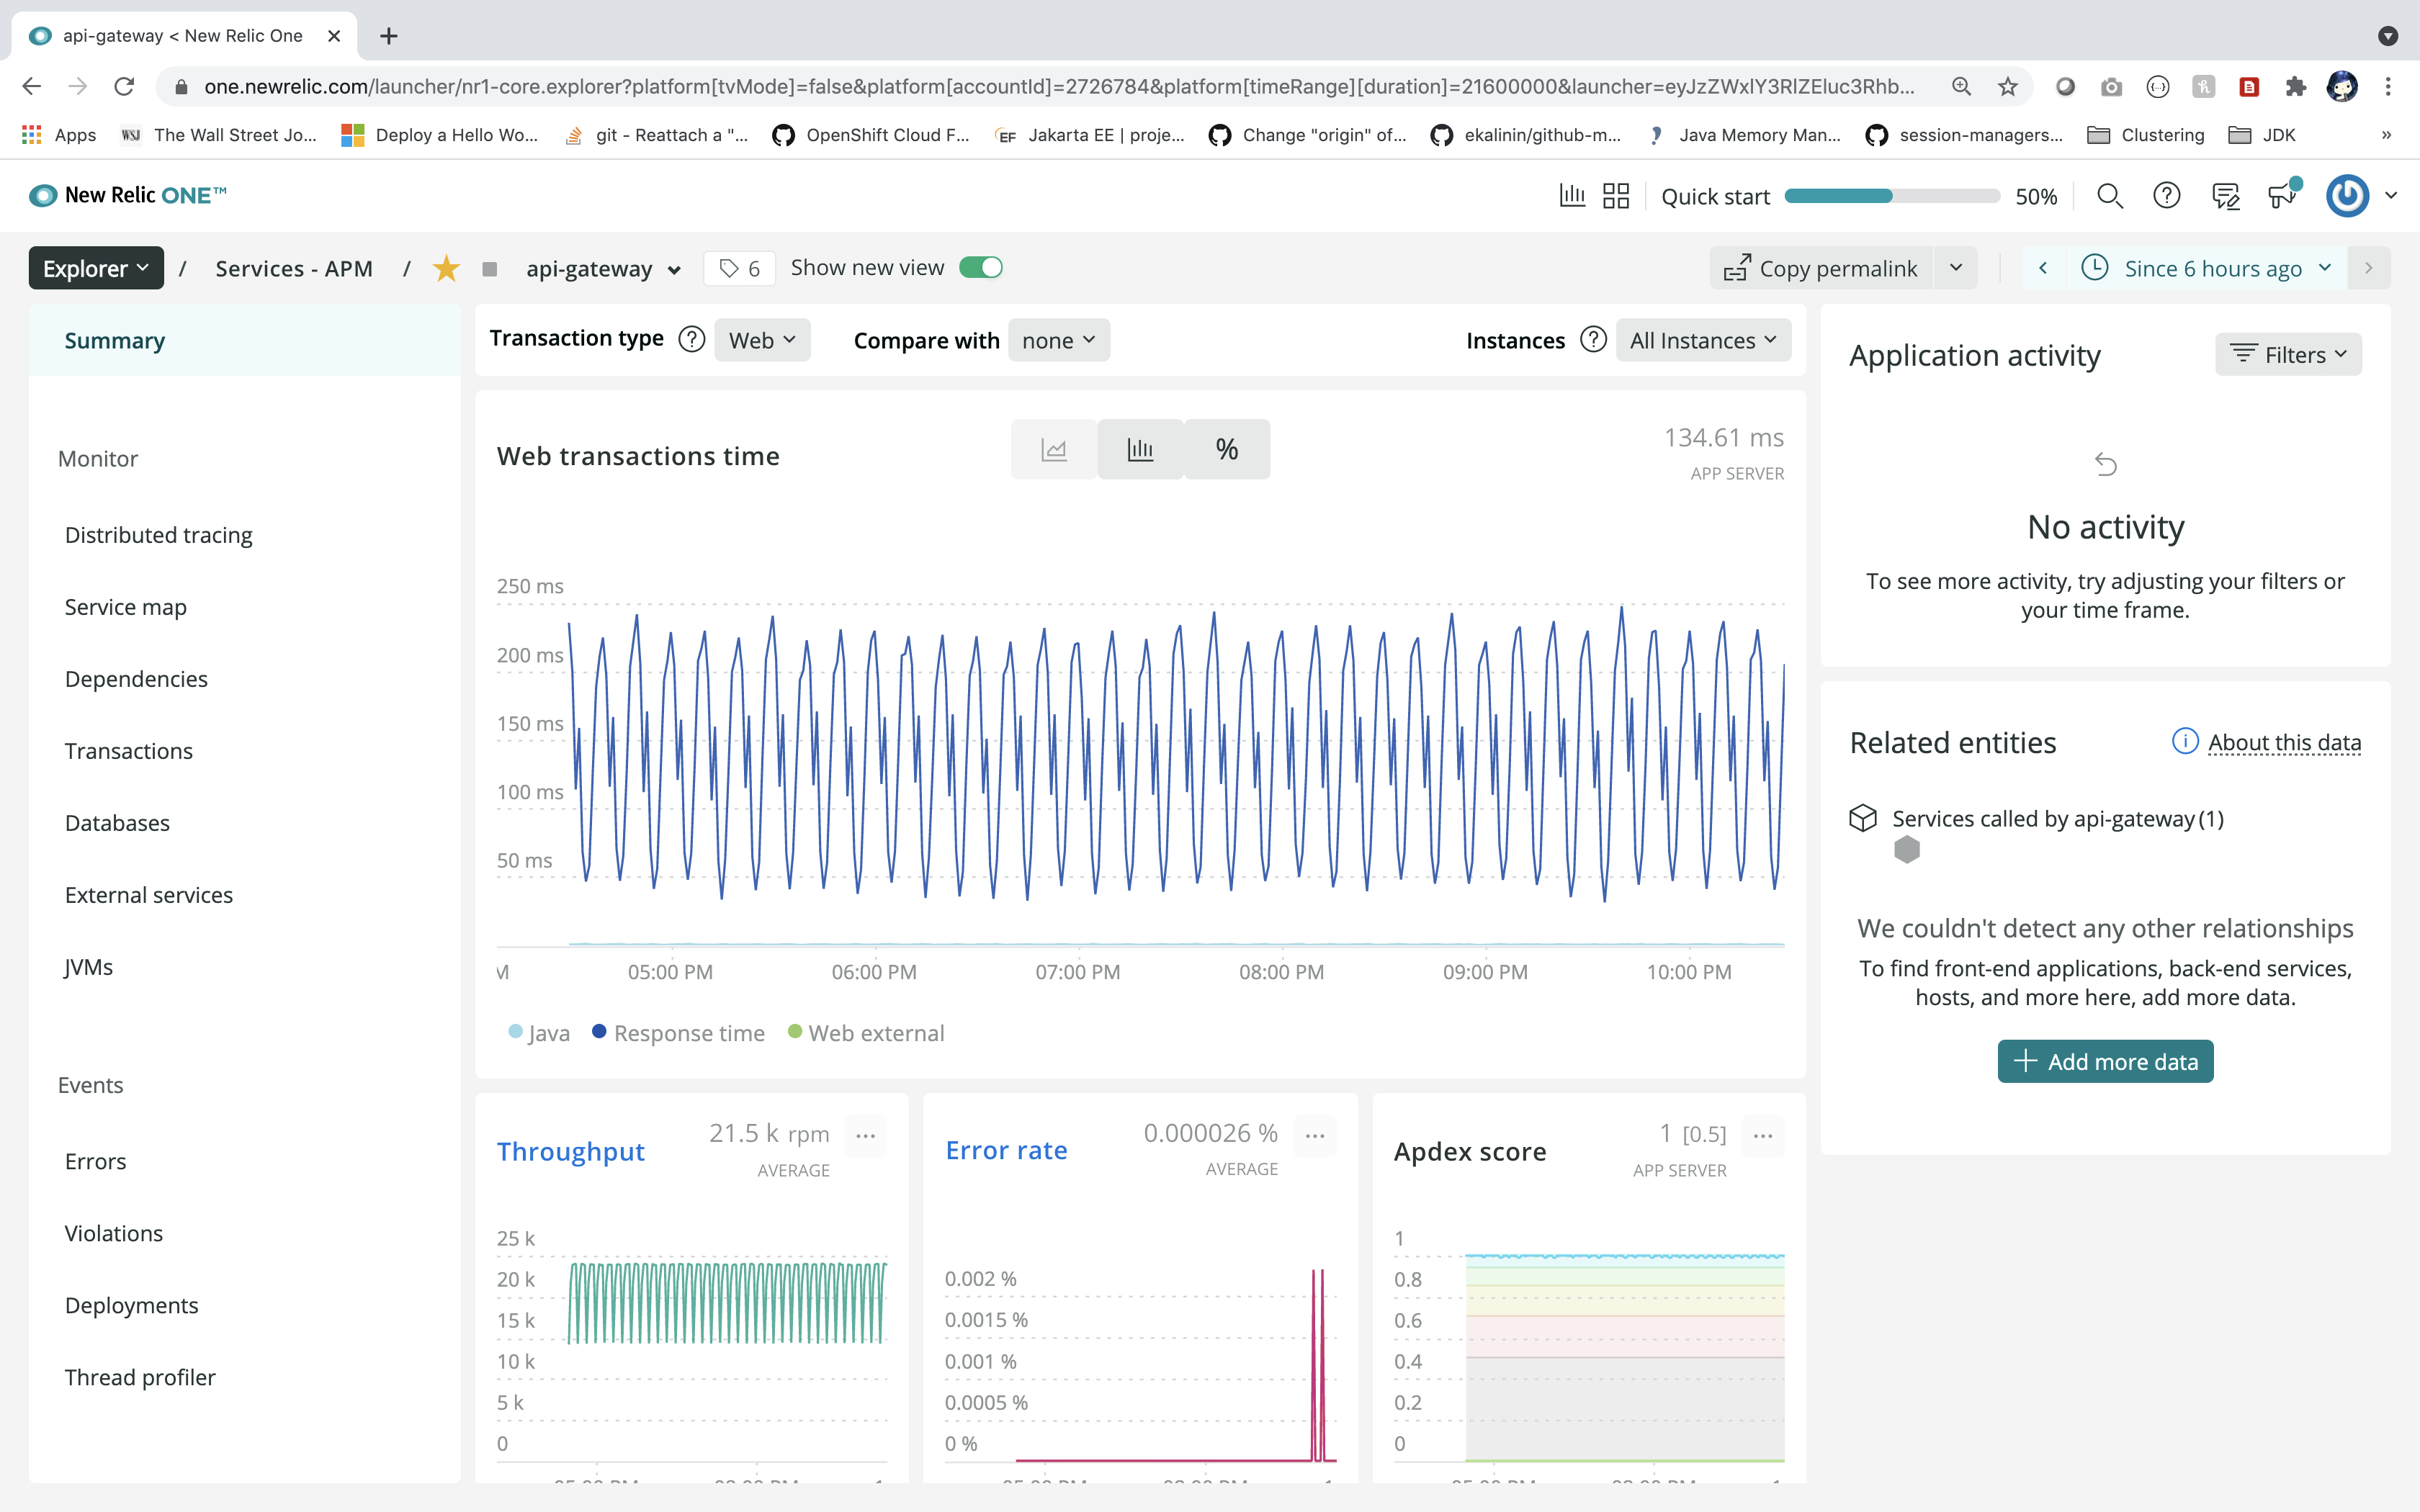 api-gateway < New Relic One
one.newrelic.com/launcher/nr1-core.explorer?platform[tvMode]=false&platform[accountId]=2726784&platform[timeRange][duration]=21600000&launcher=eyJzZWxlY3RlZEluc3Rhb...
Apps WSJ The Wall Street Jo... Deploy a Hello Wo... git - Reattach a "... OpenShift Cloud F... EF Jakarta EE | proje... Change "origin" of... ekalinin/github-m... Java Memory Man... session-managers... Clustering JDK »
New Relic ONE™ Quick start 50%
Explorer / Services - APM / api-gateway 6 Show new view Copy permalink Since 6 hours ago
Summary
Monitor
Distributed tracing
Service map
Dependencies
Transactions
Databases
External services
JVMs
Events
Errors
Violations
Deployments
Thread profiler
Transaction type ? Web Compare with none Instances ? All Instances
Web transactions time % 134.61 ms
APP SERVER
250 ms
200 ms
150 ms
100 ms
50 ms
M 05:00 PM 06:00 PM 07:00 PM 08:00 PM 09:00 PM 10:00 PM
Java Response time Web external
Throughput 21.5 k rpm ...
AVERAGE
25 k
20 k
15 k
10 k
5 k
0
Error rate 0.000026 % ...
AVERAGE
0.002 %
0.0015 %
0.001 %
0.0005 %
0 %
Apdex score 1 [0.5] ...
APP SERVER
1
0.8
0.6
0.4
0.2
0
Application activity Filters
No activity
To see more activity, try adjusting your filters or
your time frame.
Related entities i About this data
Services called by api-gateway (1)
We couldn't detect any other relationships
To find front-end applications, back-end services,
hosts, and more here, add more data.
+ Add more data